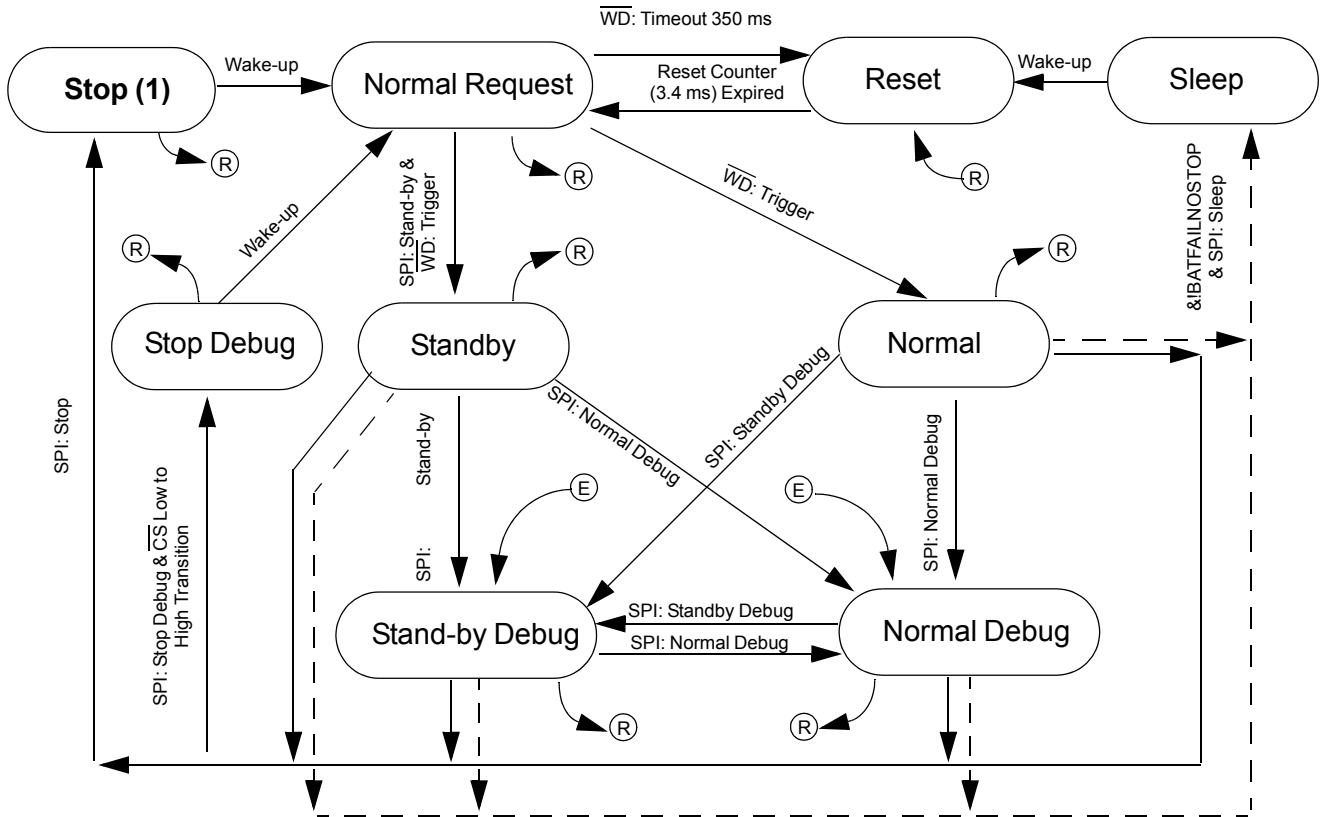 WD: Timeout 350 ms
Wake-up
Stop (1)
Normal Request
Reset Counter
(3.4 ms) Expired
Reset
Wake-up
Sleep
R
R
R
SPI: Stand-by &
WD: Trigger
WD: Trigger
&!BATFAILNOSTOP
& SPI: Sleep
Wake-up
R
R
R
Stop Debug
Standby
Normal
SPI: Stop
SPI: Stop Debug & CS Low to
High Transition
SPI: Stand-by
SPI: Normal Debug
SPI: Standby Debug
SPI: Normal Debug
E
E
Stand-by Debug
SPI: Standby Debug
SPI: Normal Debug
Normal Debug
R
R